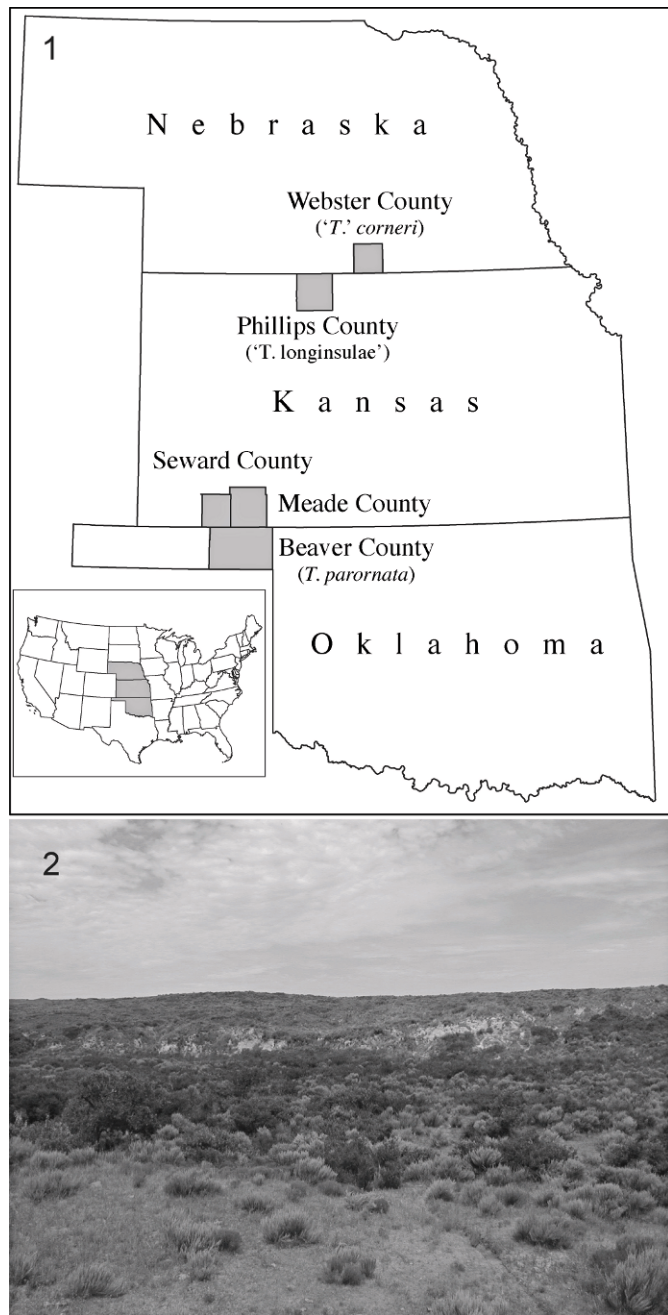 1
N e b r a s k a
Webster County
(‘T.’ corneri)
Phillips County
(‘T. longinsulae’)
K a n s a s
Seward County
Meade County
Beaver County
(T. parornata)
O k l a h o m a
2